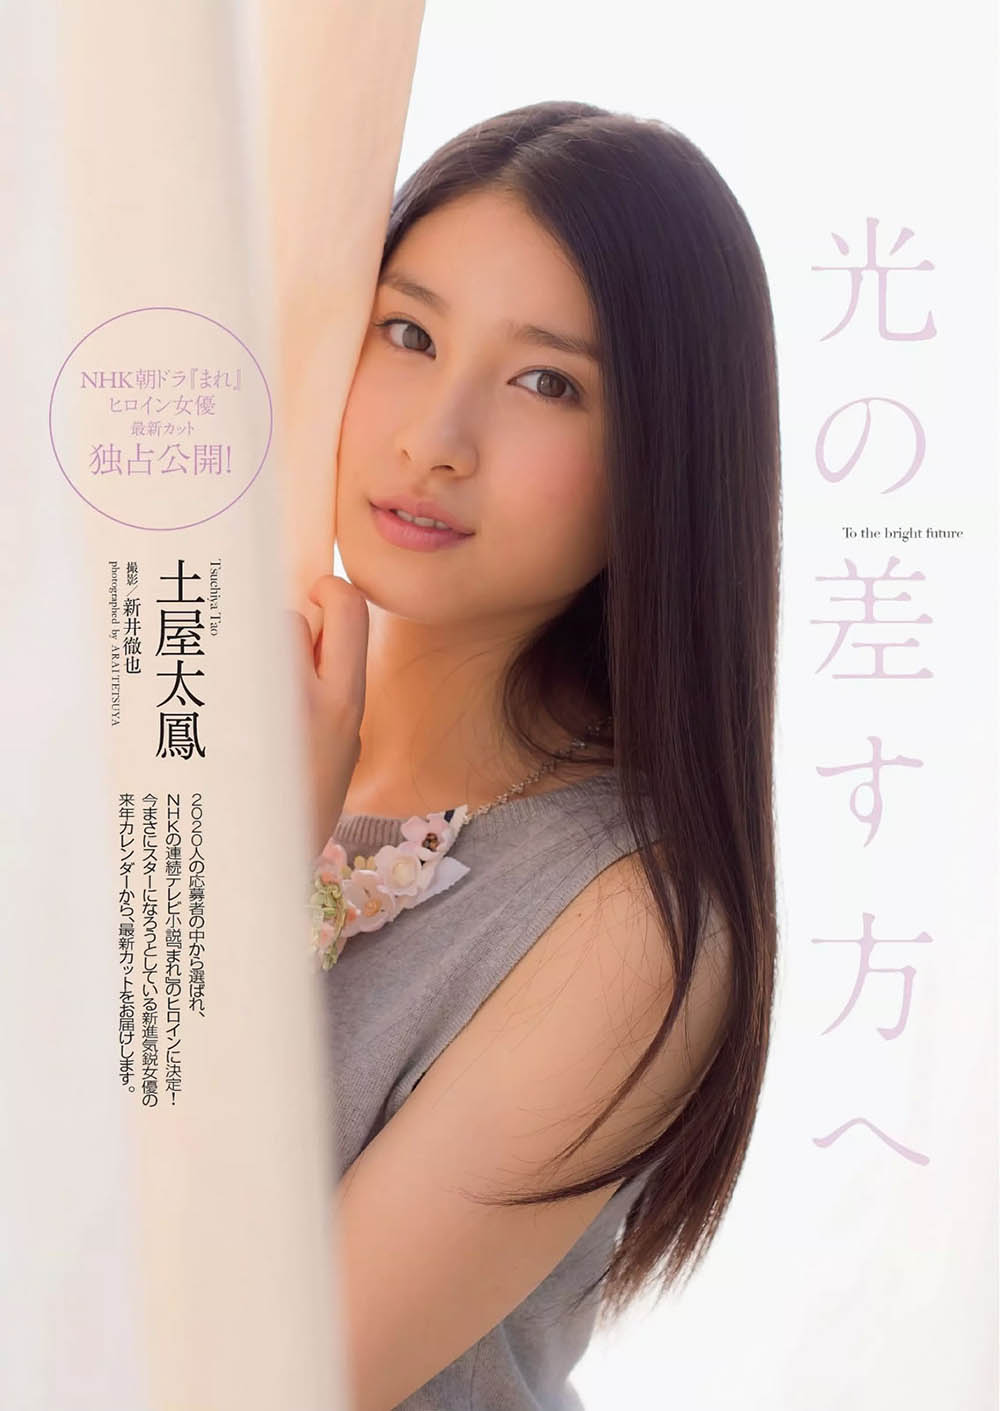 光の差す方へ
To the bright future
NHK朝ドラ『まれ』
ヒロイン女優
最新カット
独占公開!
土屋太鳳
Tsuchiya Tao
撮影／新井徹也
photographed by ARAI TETSUYA
2020人の応募者の中から選ばれ、
NHKの連続テレビ小説『まれ』のヒロインに決定！
今まさにスターになろうとしている新進気鋭女優の
来年カレンダーから、最新カットをお届けします。